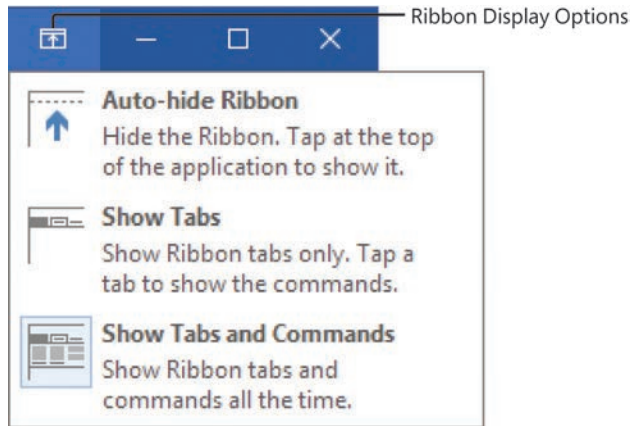 Ribbon Display Options
Auto-hide Ribbon
Hide the Ribbon. Tap at the top
of the application to show it.
Show Tabs
Show Ribbon tabs only. Tap a
tab to show the commands.
Show Tabs and Commands
Show Ribbon tabs and
commands all the time.